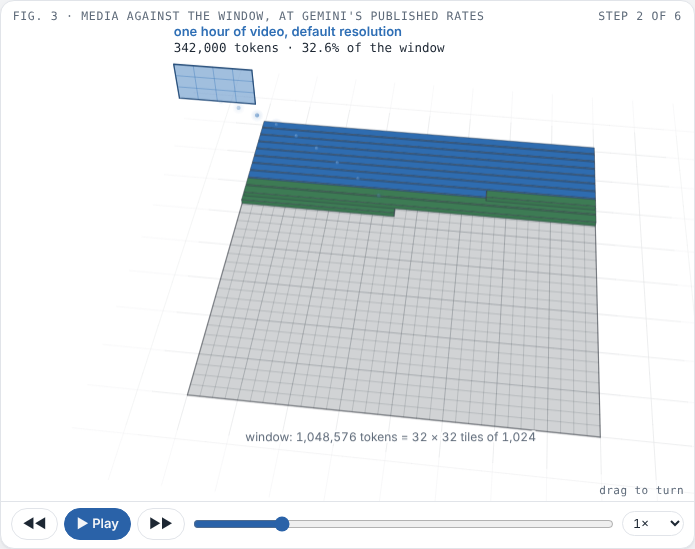 FIG. 3 · MEDIA AGAINST THE WINDOW, AT GEMINI'S PUBLISHED RATES
STEP 2 OF 6
one hour of video, default resolution
342,000 tokens · 32.6% of the window
window: 1,048,576 tokens = 32 × 32 tiles of 1,024
drag to turn
Play
1×